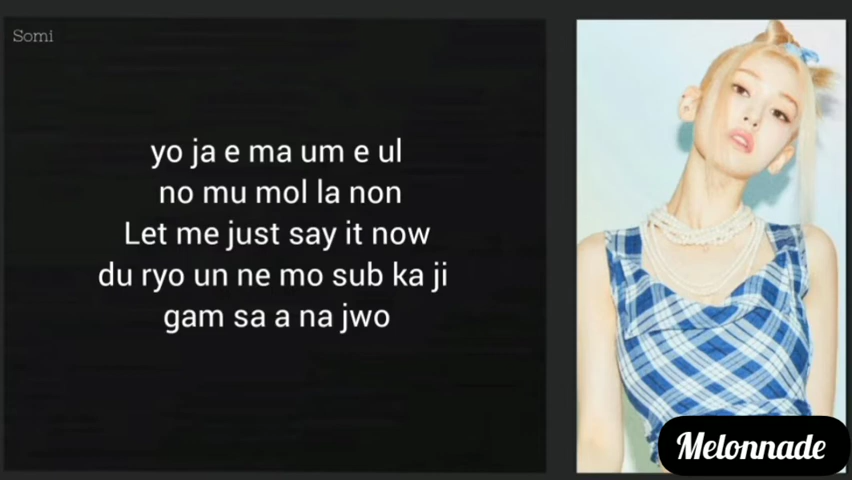 Somi
yo ja e ma um e ul
no mu mol la non
Let me just say it now
du ryo un ne mo sub ka ji
gam sa a na jwo
Melonnade